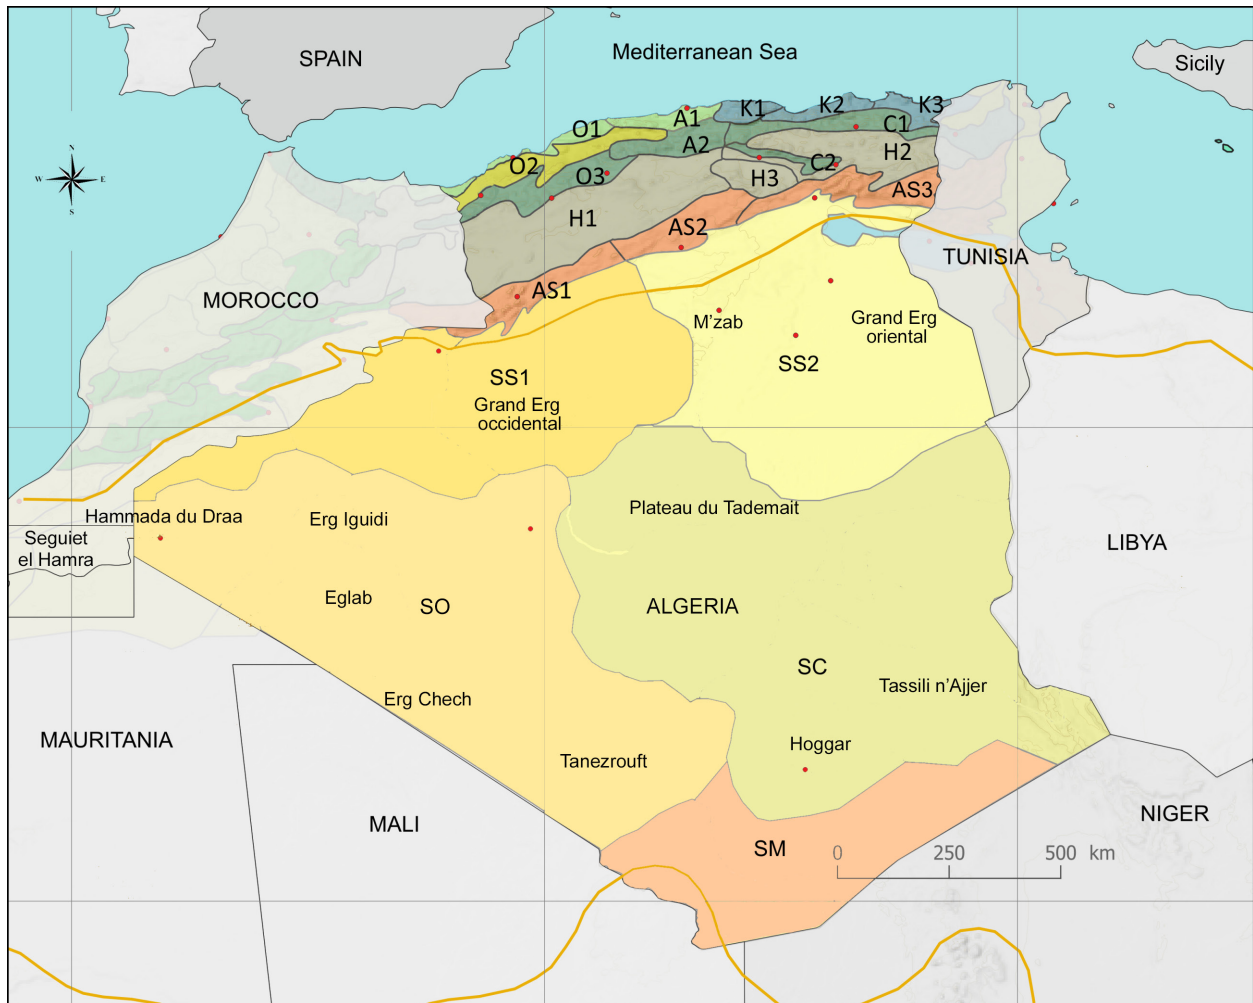 SPAIN
Mediterranean Sea
Sicily
K1
K2
K3
A1
O1
C1
A2
H2
O2
C2
O3
H3
N
W
E
S
AS3
H1
AS2
TUNISIA
MOROCCO
AS1
M'zab
Grand Erg
oriental
SS2
SS1
Grand Erg
occidental
Plateau du Tademait
Hammada du Draa
Erg Iguidi
Seguiet
el Hamra
LIBYA
Eglab
SO
ALGERIA
SC
Tassili n'Ajjer
Erg Chech
MAURITANIA
Hoggar
Tanezrouft
NIGER
MALI
SM
0 250 500 km